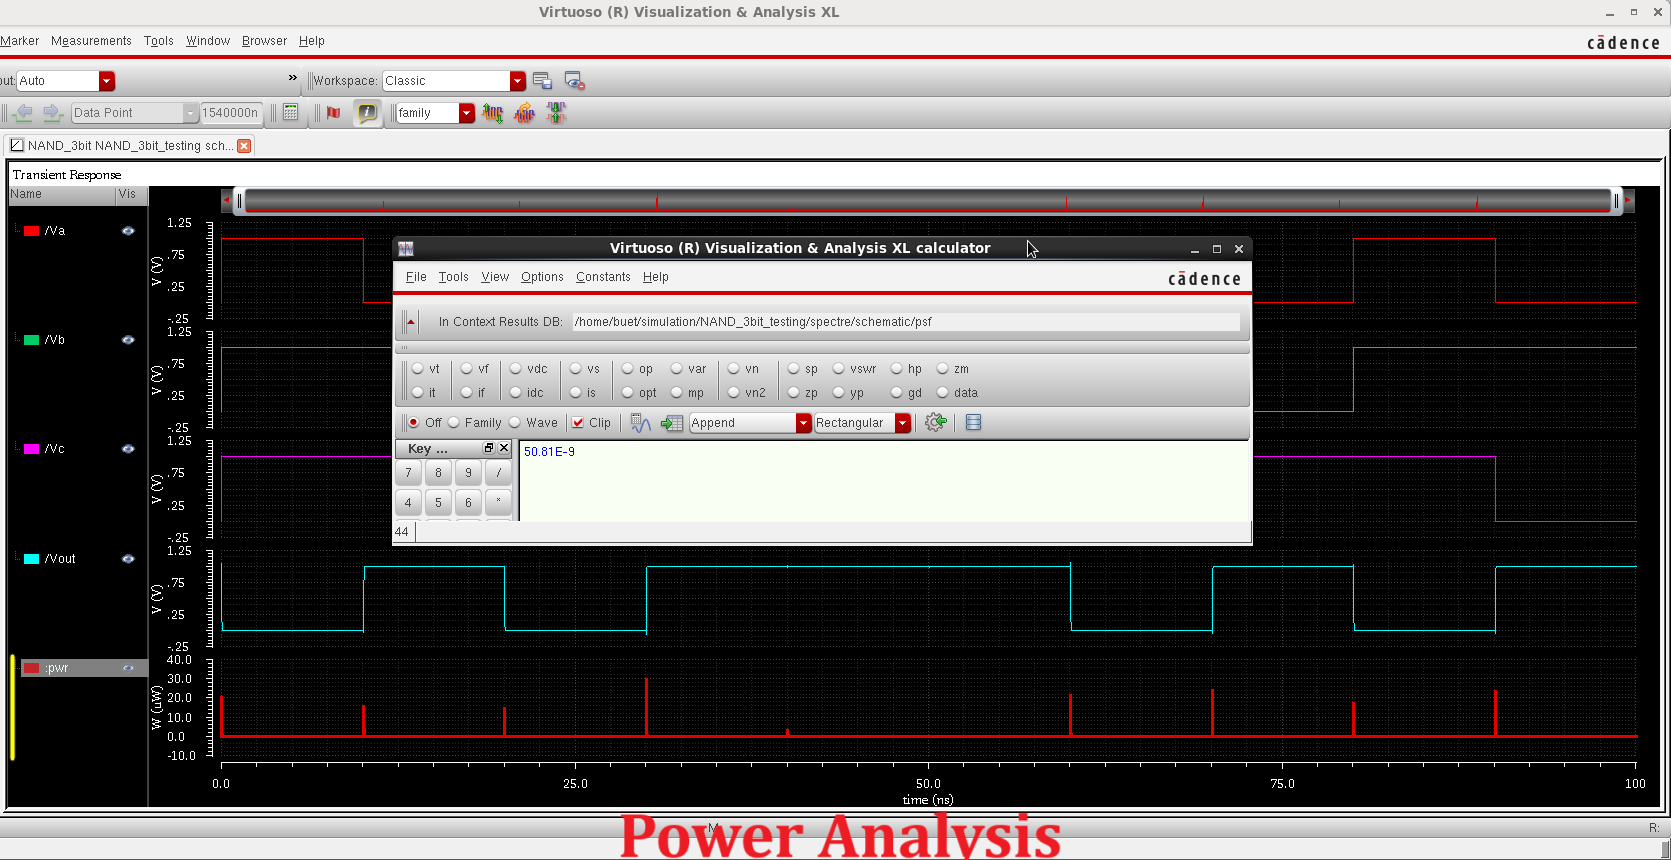 Virtuoso (R) Visualization & Analysis XL
Marker Measurements Tools Window Browser Help
cādence
out: Auto » Workspace: Classic
Data Point 1540000n family
NAND_3bit NAND_3bit_testing sch...
Transient Response
Name Vis
/Va
/Vb
/Vc
/Vout
:pwr
1.25
.75
.25
-.25
V (V)
1.25
.75
.25
-.25
V (V)
1.25
.75
.25
-.25
V (V)
1.25
.75
.25
-.25
V (V)
40.0
30.0
20.0
10.0
0.0
-10.0
W (uW)
0.0 25.0 50.0 75.0 100
time (ns)
Virtuoso (R) Visualization & Analysis XL calculator
File Tools View Options Constants Help
cādence
In Context Results DB: /home/buet/simulation/NAND_3bit_testing/spectre/schematic/psf
vt vf vdc vs op var vn sp vswr hp zm
it if idc is opt mp vn2 zp yp gd data
Off Family Wave Clip Append Rectangular
Key ...
50.81E-9
7 8 9 /
4 5 6 *
44
M
R:
Power Analysis